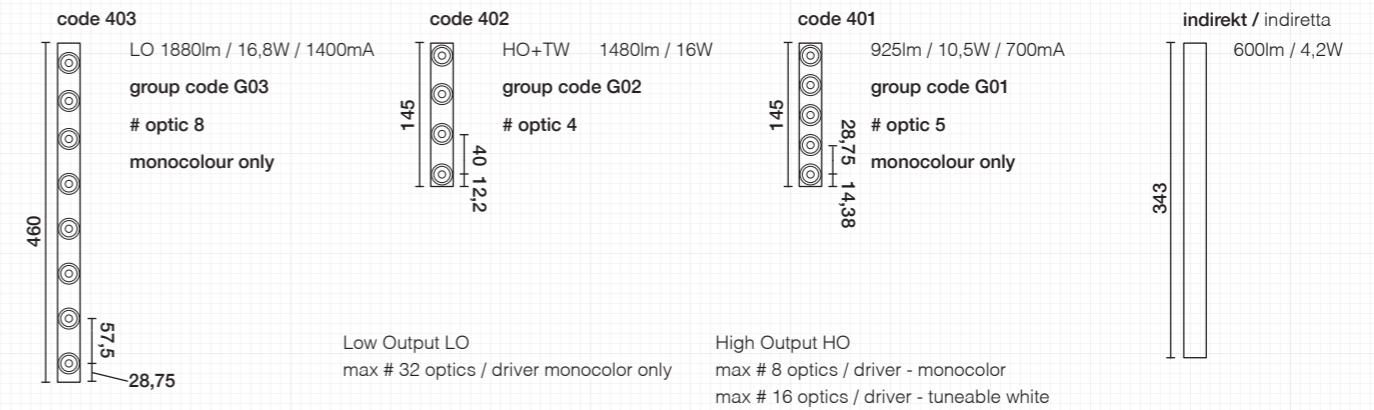 code 403
LO 1880lm / 16,8W / 1400mA
group code G03
# optic 8
monocolour only
460
57,5
28,75
code 402
HO+TW 1480lm / 16W
group code G02
# optic 4
145
40
12,2
code 401
925lm / 10,5W / 700mA
group code G01
# optic 5
monocolour only
145
28,75
14,38
indirekt / indiretta
600lm / 4,2W
343
Low Output LO
max # 32 optics / driver monocolor only
High Output HO
max # 8 optics / driver - monocolor
max # 16 optics / driver - tuneable white